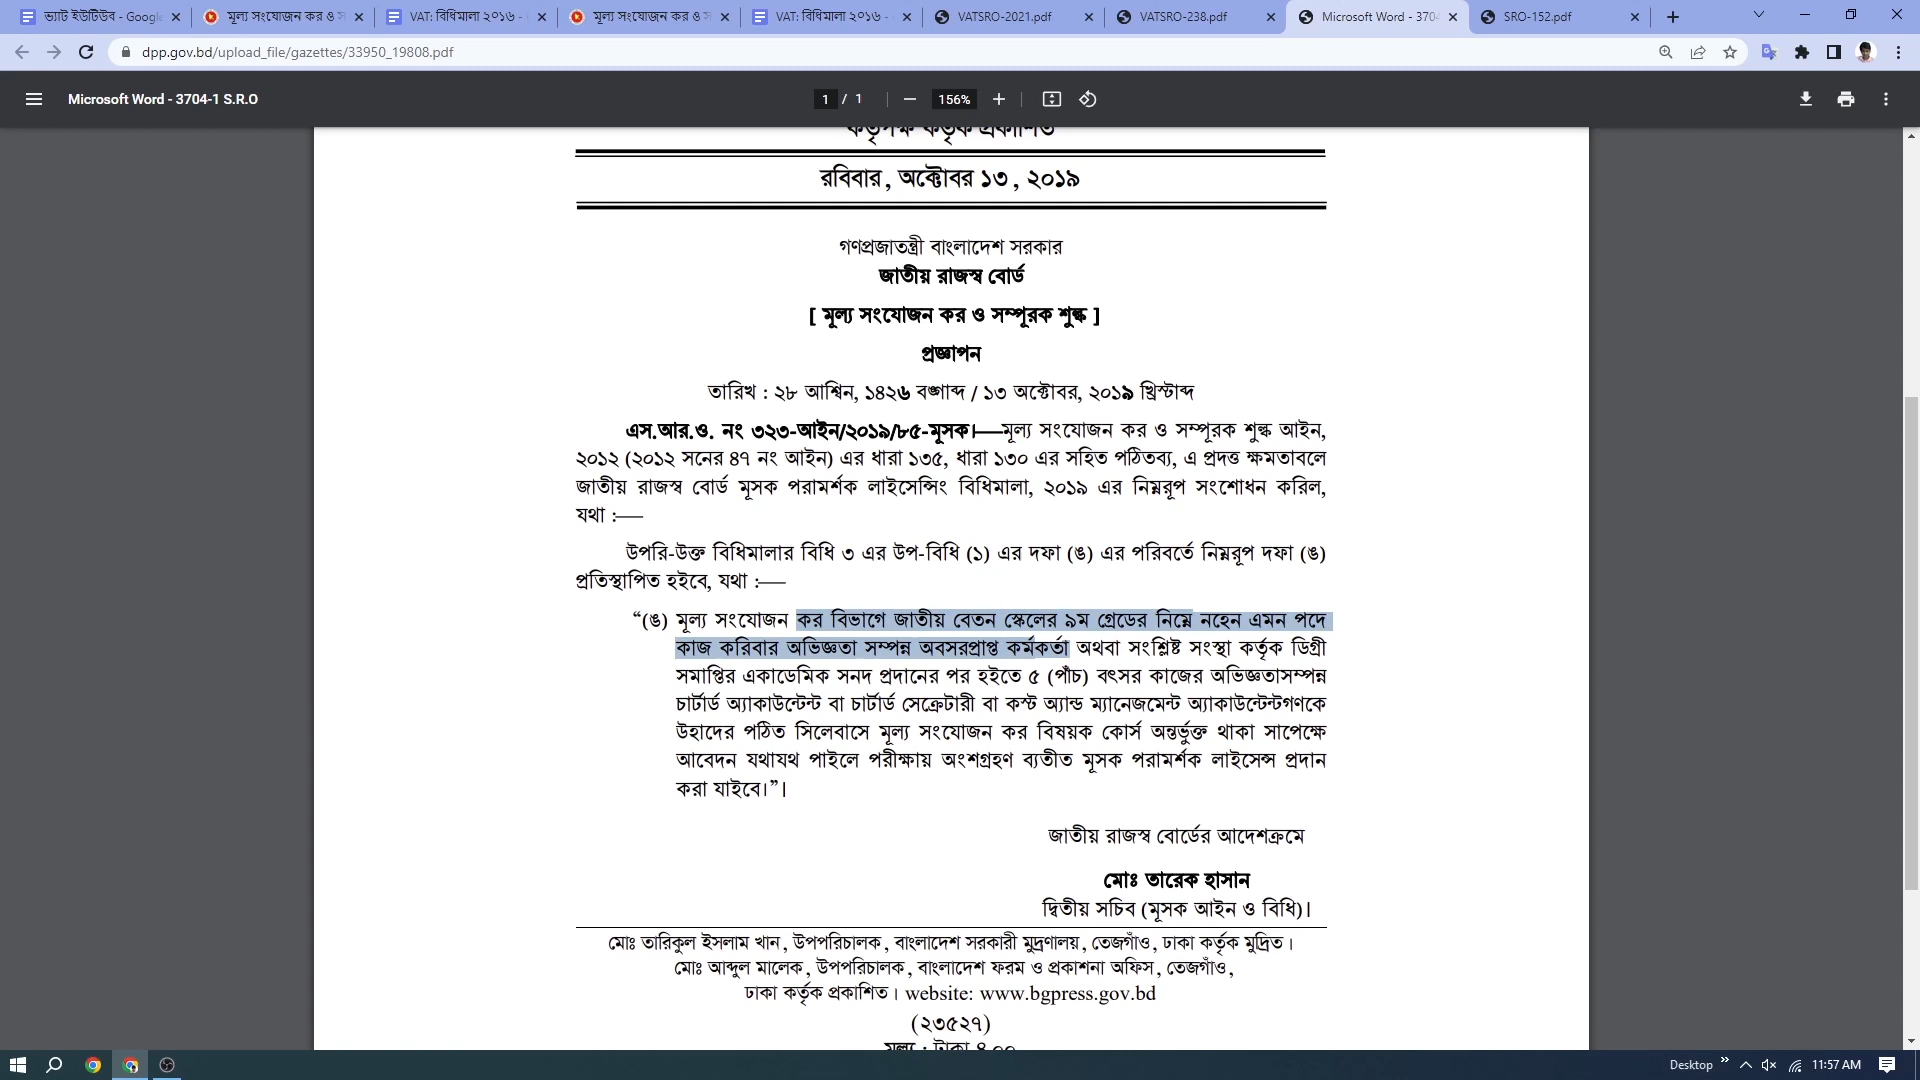 ভ্যাট ইউটিউব - Google
মূল্য সংযোজন কর ও স
VAT: বিধিমালা ২০১৬ -
মূল্য সংযোজন কর ও স
VAT: বিধিমালা ২০১৬ -
VATSRO-2021.pdf
VATSRO-238.pdf
Microsoft Word - 3704
SRO-152.pdf
dpp.gov.bd/upload_file/gazettes/33950_19808.pdf
Microsoft Word - 3704-1 S.R.O
1 / 1
156%
কর্তৃপক্ষ কর্তৃক প্রকাশিত
রবিবার, অক্টোবর ১৩, ২০১৯
গণপ্রজাতন্ত্রী বাংলাদেশ সরকার
জাতীয় রাজস্ব বোর্ড
[ মূল্য সংযোজন কর ও সম্পূরক শুল্ক ]
প্রজ্ঞাপন
তারিখ : ২৮ আশ্বিন, ১৪২৬ বঙ্গাব্দ / ১৩ অক্টোবর, ২০১৯ খ্রিস্টাব্দ
এস.আর.ও. নং ৩২৩-আইন/২০১৯/৮৫-মূসক।—মূল্য সংযোজন কর ও সম্পূরক শুল্ক আইন,
২০১২ (২০১২ সনের ৪৭ নং আইন) এর ধারা ১৩৫, ধারা ১৩০ এর সহিত পঠিতব্য, এ প্রদত্ত ক্ষমতাবলে
জাতীয় রাজস্ব বোর্ড মূসক পরামর্শক লাইসেন্সিং বিধিমালা, ২০১৯ এর নিম্নরূপ সংশোধন করিল,
যথা :—
উপরি-উক্ত বিধিমালার বিধি ৩ এর উপ-বিধি (১) এর দফা (ঙ) এর পরিবর্তে নিম্নরূপ দফা (ঙ)
প্রতিস্থাপিত হইবে, যথা :—
“(ঙ) মূল্য সংযোজন কর বিভাগে জাতীয় বেতন স্কেলের ৯ম গ্রেডের নিম্নে নহেন এমন পদে
কাজ করিবার অভিজ্ঞতা সম্পন্ন অবসরপ্রাপ্ত কর্মকর্তা অথবা সংশ্লিষ্ট সংস্থা কর্তৃক ডিগ্রী
সমাপ্তির একাডেমিক সনদ প্রদানের পর হইতে ৫ (পাঁচ) বৎসর কাজের অভিজ্ঞতাসম্পন্ন
চার্টার্ড অ্যাকাউন্টেন্ট বা চার্টার্ড সেক্রেটারী বা কস্ট অ্যান্ড ম্যানেজমেন্ট অ্যাকাউন্টেন্টগণকে
উহাদের পঠিত সিলেবাসে মূল্য সংযোজন কর বিষয়ক কোর্স অন্তর্ভুক্ত থাকা সাপেক্ষে
আবেদন যথাযথ পাইলে পরীক্ষায় অংশগ্রহণ ব্যতীত মূসক পরামর্শক লাইসেন্স প্রদান
করা যাইবে।”।
জাতীয় রাজস্ব বোর্ডের আদেশক্রমে
মোঃ তারেক হাসান
দ্বিতীয় সচিব (মূসক আইন ও বিধি)।
মোঃ তারিকুল ইসলাম খান, উপপরিচালক, বাংলাদেশ সরকারী মুদ্রণালয়, তেজগাঁও, ঢাকা কর্তৃক মুদ্রিত।
মোঃ আব্দুল মালেক, উপপরিচালক, বাংলাদেশ ফরম ও প্রকাশনা অফিস, তেজগাঁও,
ঢাকা কর্তৃক প্রকাশিত। website: www.bgpress.gov.bd
(২৩৫২৭)
মূল্য : টাকা ৪.০০
Desktop
11:57 AM